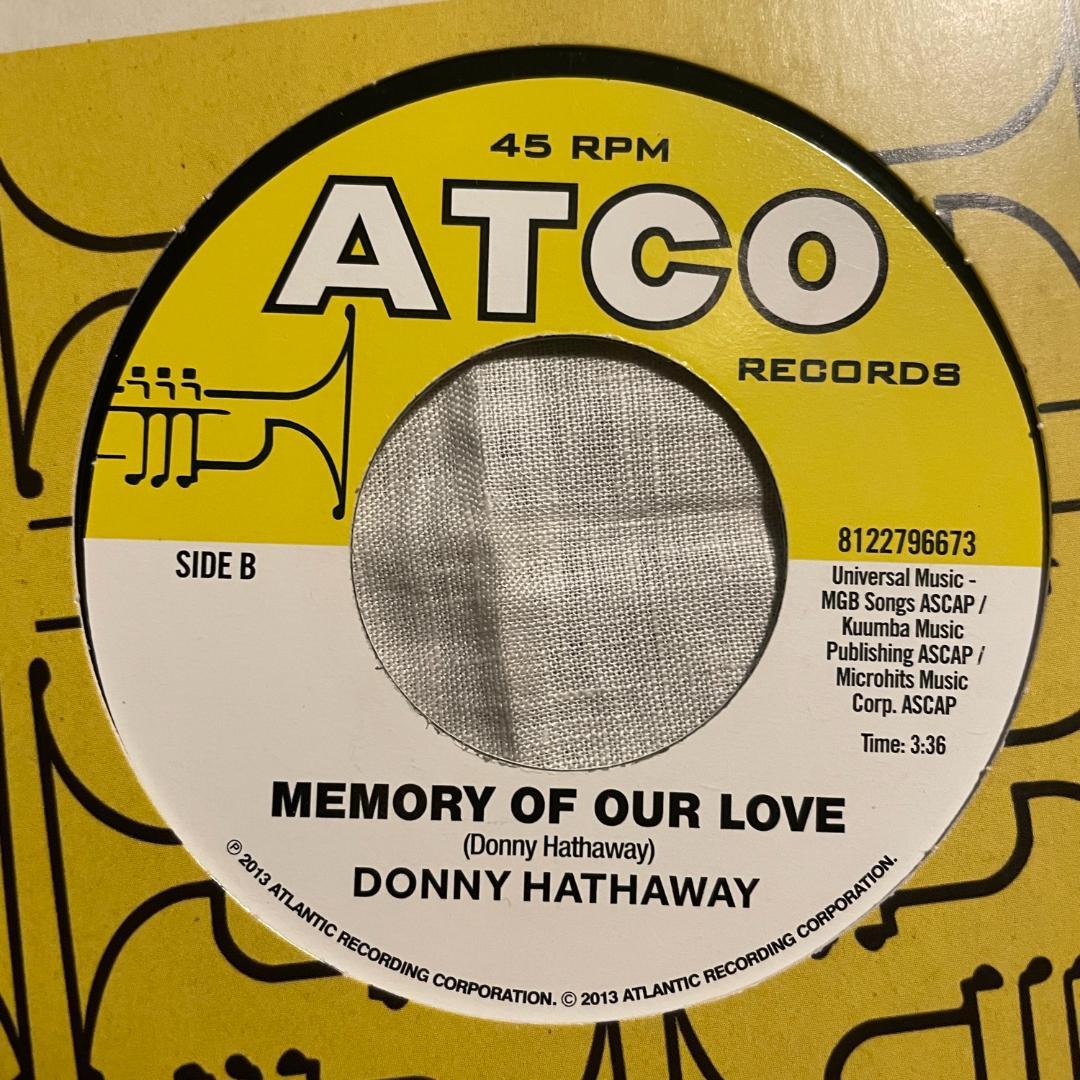 45 RPM
ATCO
RECORDS
SIDE B
8122796673
Universal Music -
MGB Songs ASCAP /
Kuumba Music
Publishing ASCAP /
Microhits Music
Corp. ASCAP
Time: 3:36
MEMORY OF OUR LOVE
(Donny Hathaway)
DONNY HATHAWAY
℗ 2013 ATLANTIC RECORDING CORPORATION. © 2013 ATLANTIC RECORDING CORPORATION.